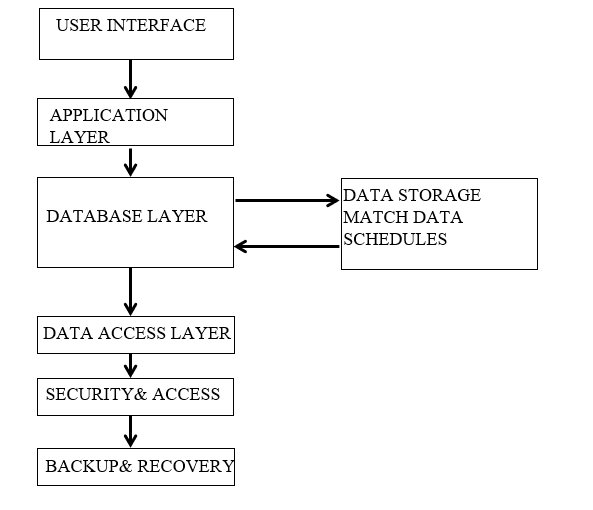 USER INTERFACE
APPLICATION
LAYER
DATABASE LAYER
DATA STORAGE
MATCH DATA
SCHEDULES
DATA ACCESS LAYER
SECURITY& ACCESS
BACKUP& RECOVERY